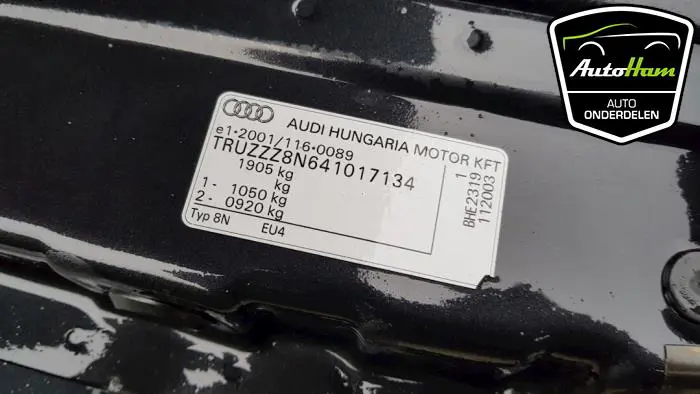 AutoHam
AUTO
ONDERDELEN
AUDI HUNGARIA MOTOR KFT
e1*2001/116*0089
TRUZZZ8N641017134
1905 kg
kg
1- 1050 kg
2- 0920 kg
Typ 8N EU4
1
BHE2319
112003